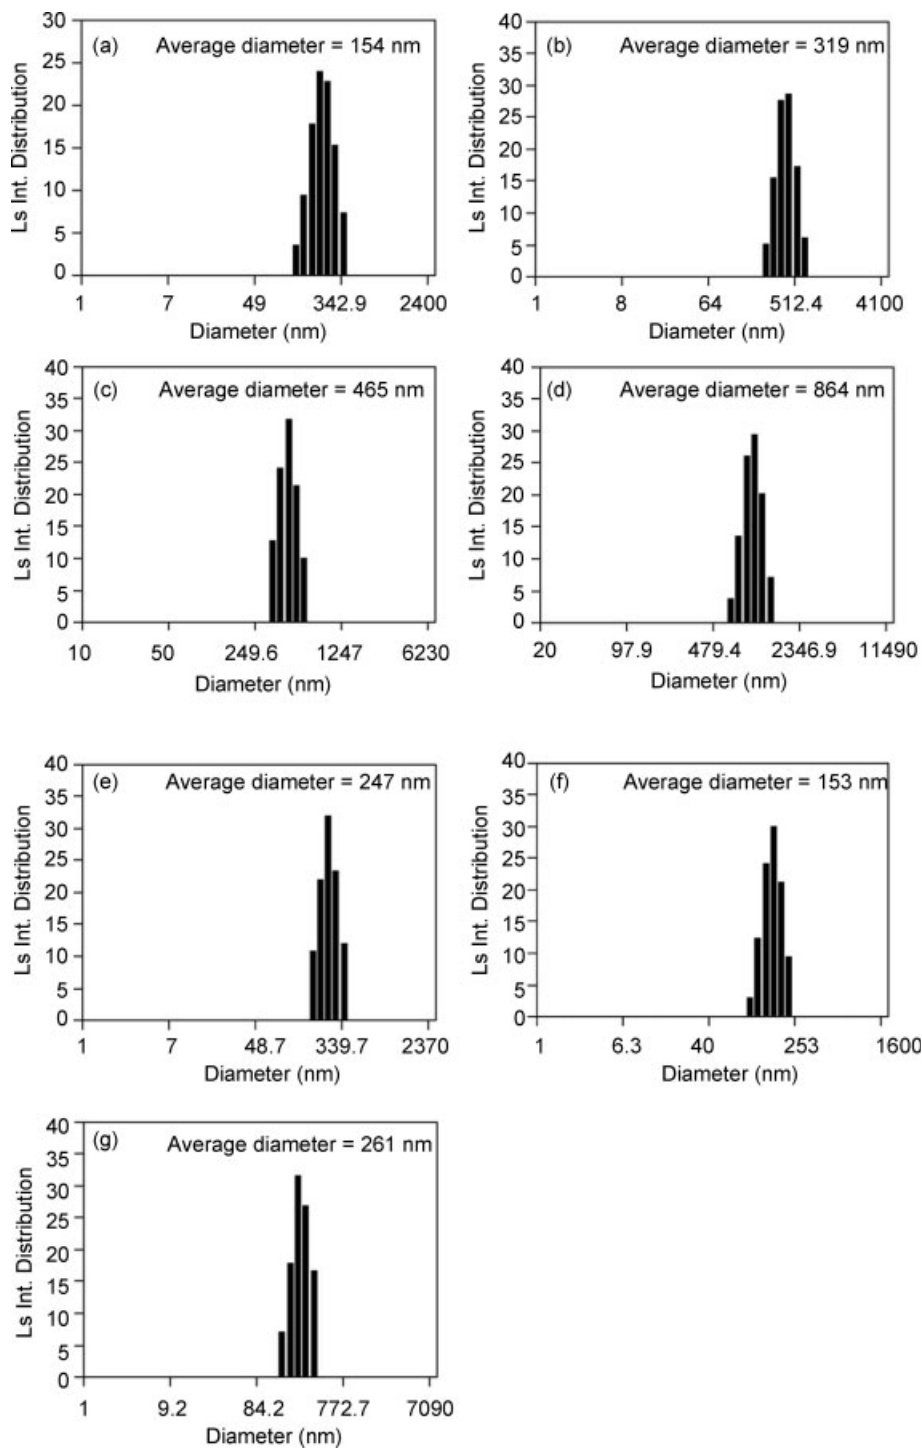 (a) Average diameter = 154 nm
Ls Int. Distribution
30
25
20
15
10
5
0
1 7 49 342.9 2400
Diameter (nm)
(b) Average diameter = 319 nm
Ls Int. Distribution
40
35
30
25
20
15
10
5
0
1 8 64 512.4 4100
Diameter (nm)
(c) Average diameter = 465 nm
Ls Int. Distribution
40
35
30
25
20
15
10
5
0
10 50 249.6 1247 6230
Diameter (nm)
(d) Average diameter = 864 nm
Ls Int. Distribution
40
35
30
25
20
15
10
5
0
20 97.9 479.4 2346.9 11490
Diameter (nm)
(e) Average diameter = 247 nm
Ls Int. Distribution
40
35
30
25
20
15
10
5
0
1 7 48.7 339.7 2370
Diameter (nm)
(f) Average diameter = 153 nm
Ls Int. Distribution
40
35
30
25
20
15
10
5
0
1 6.3 40 253 1600
Diameter (nm)
(g) Average diameter = 261 nm
Ls Int. Distribution
40
35
30
25
20
15
10
5
0
1 9.2 84.2 772.7 7090
Diameter (nm)